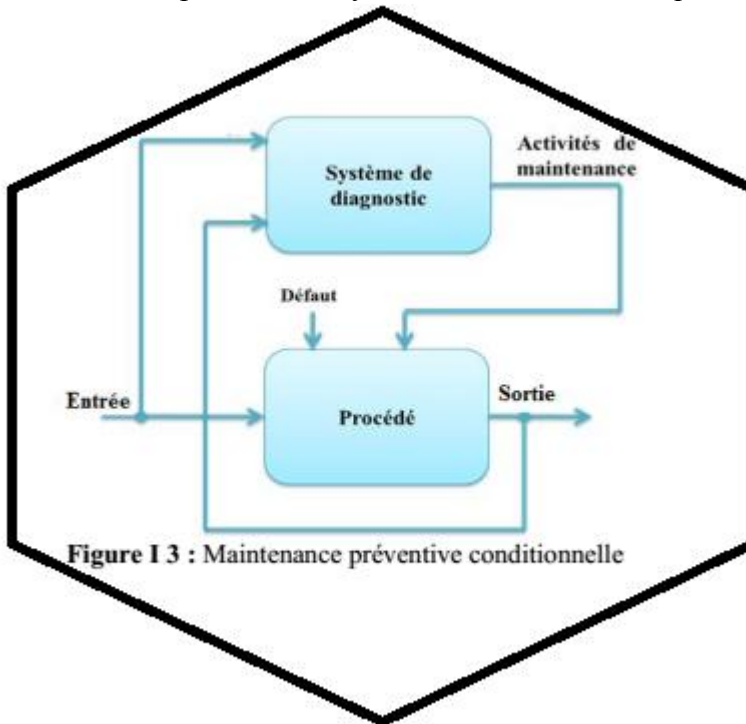 Système de
diagnostic
Activités de
maintenance
Défaut
Entrée
Procédé
Sortie
Figure I 3 : Maintenance préventive conditionnelle